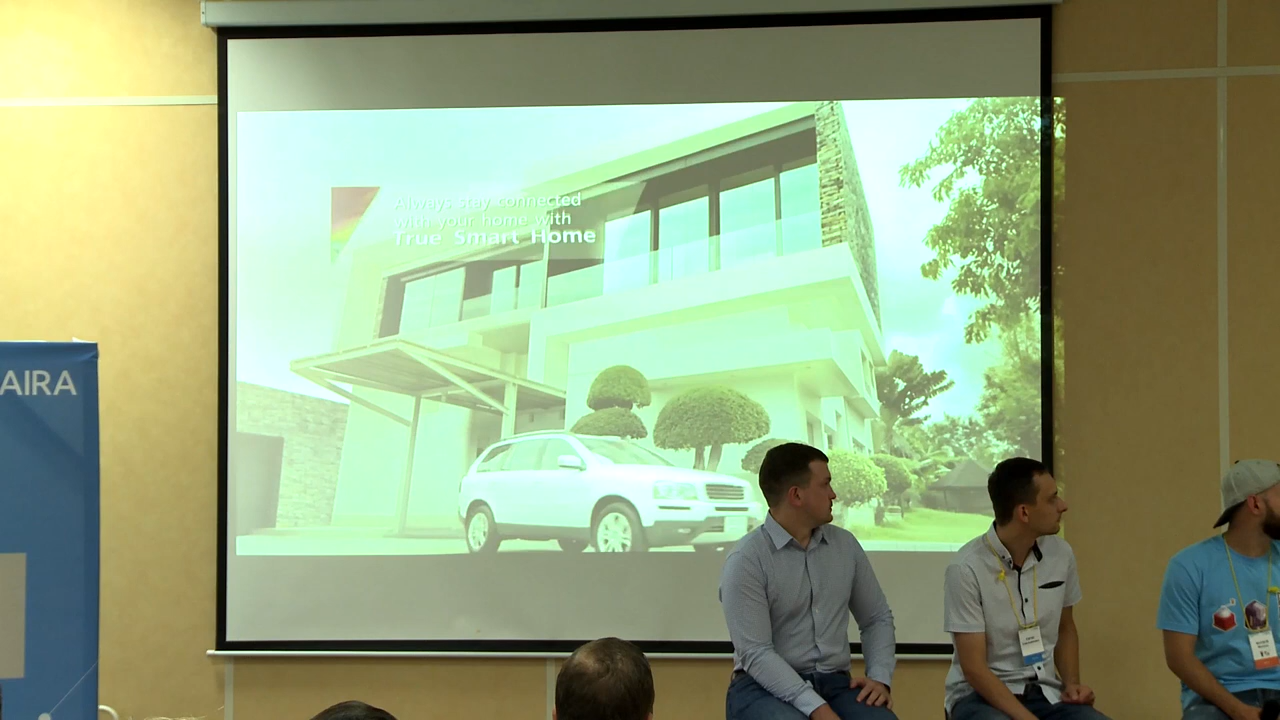 Always stay connected
with your home with
True Smart Home
AIRA